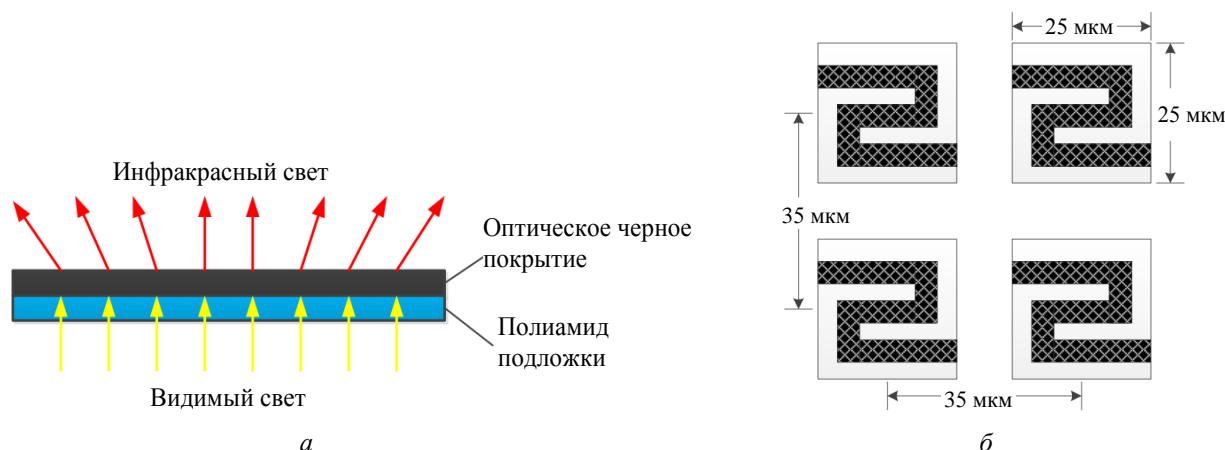 Инфракрасный свет
Оптическое черное
покрытие
Полиамид
подложки
Видимый свет
а
25 мкм
25 мкм
35 мкм
35 мкм
б